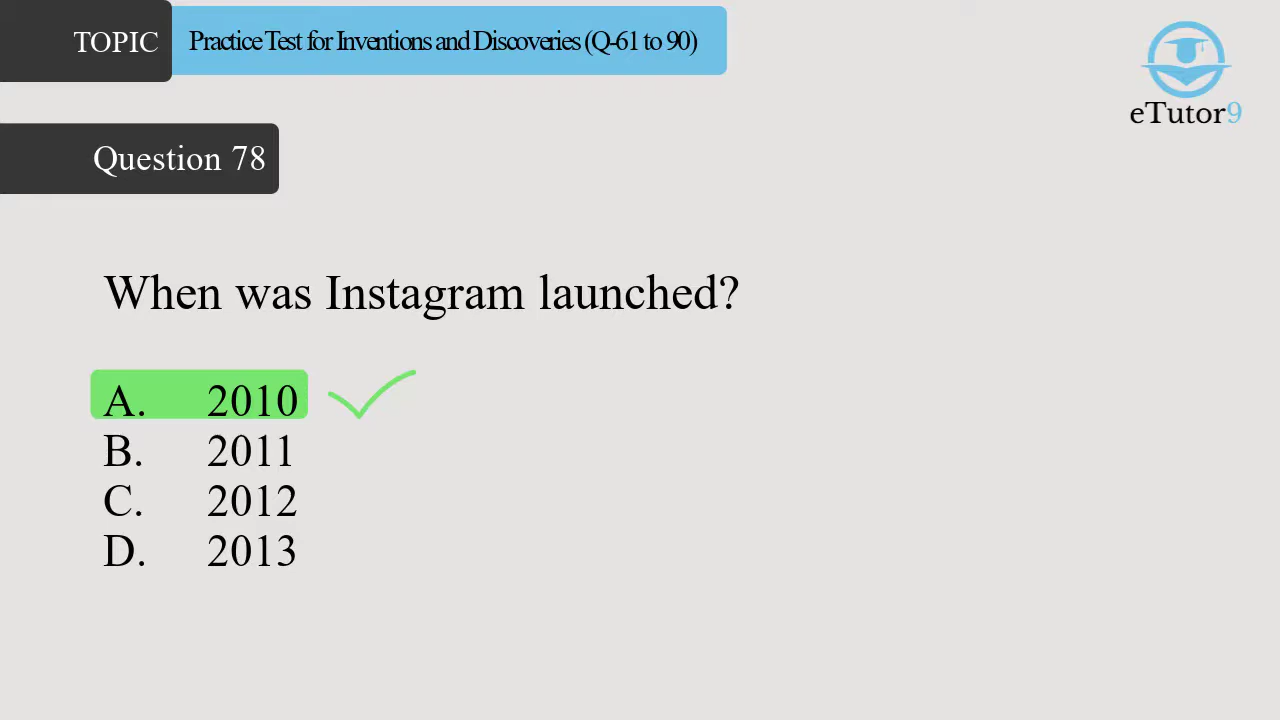 TOPIC
Practice Test for Inventions and Discoveries (Q-61 to 90)
eTutor9
Question 78
When was Instagram launched?
A. 2010
B. 2011
C. 2012
D. 2013